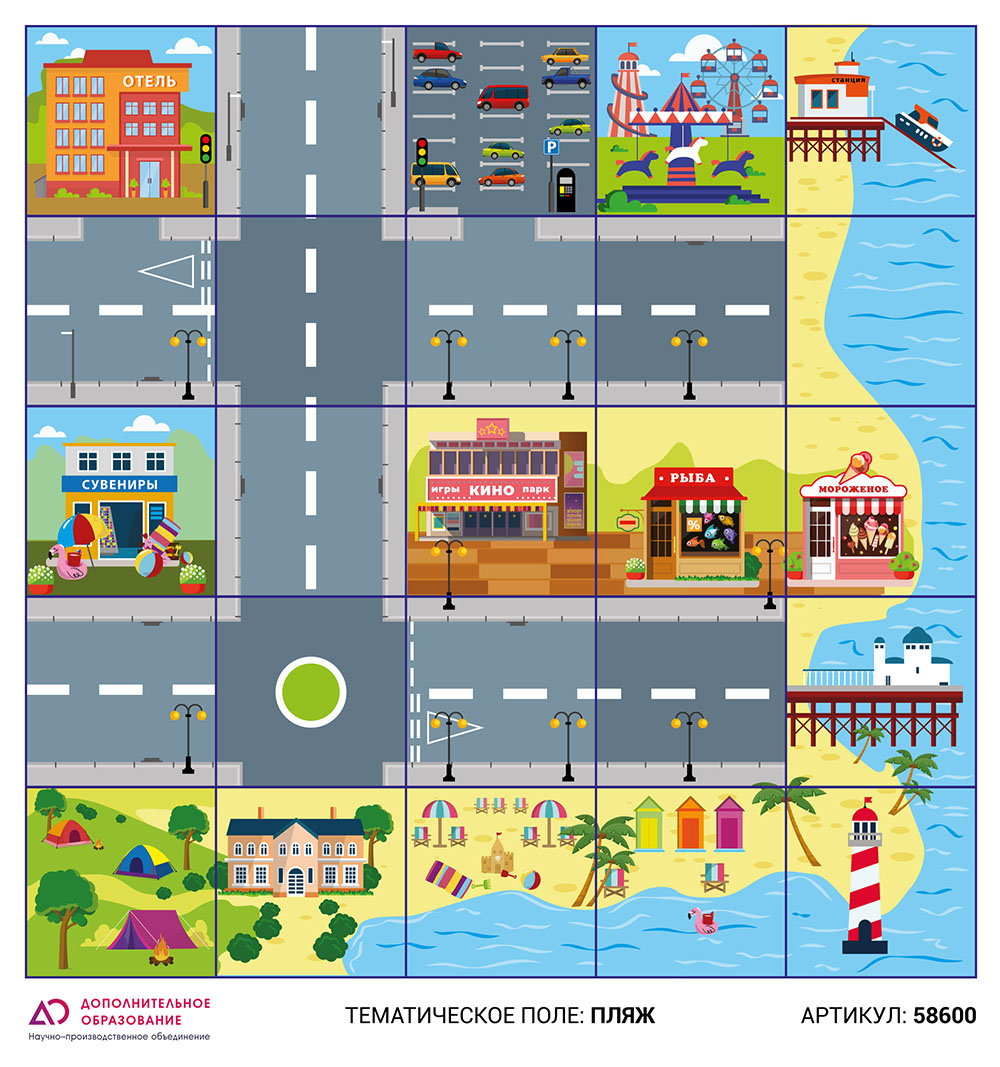 ОТЕЛЬ
P
станция
СУВЕНИРЫ
игры КИНО парк
РЫБА
%
МОРОЖЕНОЕ
ДОПОЛНИТЕЛЬНОЕ
ОБРАЗОВАНИЕ
Научно–производственное объединение
ТЕМАТИЧЕСКОЕ ПОЛЕ: ПЛЯЖ
АРТИКУЛ: 58600